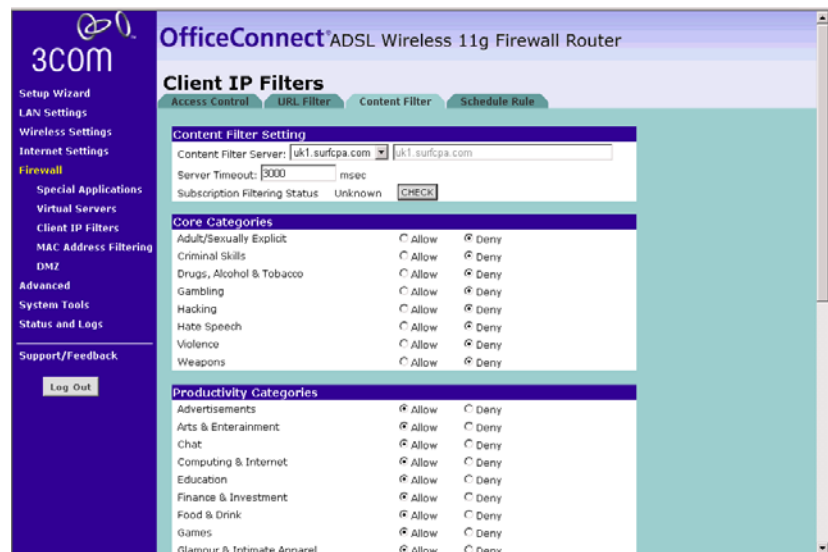 3com
OfficeConnect® ADSL Wireless 11g Firewall Router
Setup Wizard
LAN Settings
Wireless Settings
Internet Settings
Firewall
Special Applications
Virtual Servers
Client IP Filters
MAC Address Filtering
DMZ
Advanced
System Tools
Status and Logs
Support/Feedback
Log Out
Client IP Filters
Access Control URL Filter Content Filter Schedule Rule
Content Filter Setting
Content Filter Server: uk1.surfcpa.com uk1.surfcpa.com
Server Timeout: 3000 msec
Subscription Filtering Status Unknown CHECK
Core Categories
Adult/Sexually Explicit Allow Deny
Criminal Skills Allow Deny
Drugs, Alcohol & Tobacco Allow Deny
Gambling Allow Deny
Hacking Allow Deny
Hate Speech Allow Deny
Violence Allow Deny
Weapons Allow Deny
Productivity Categories
Advertisements Allow Deny
Arts & Enterainment Allow Deny
Chat Allow Deny
Computing & Internet Allow Deny
Education Allow Deny
Finance & Investment Allow Deny
Food & Drink Allow Deny
Games Allow Deny
Glamour & Intimate Apparel Allow Deny